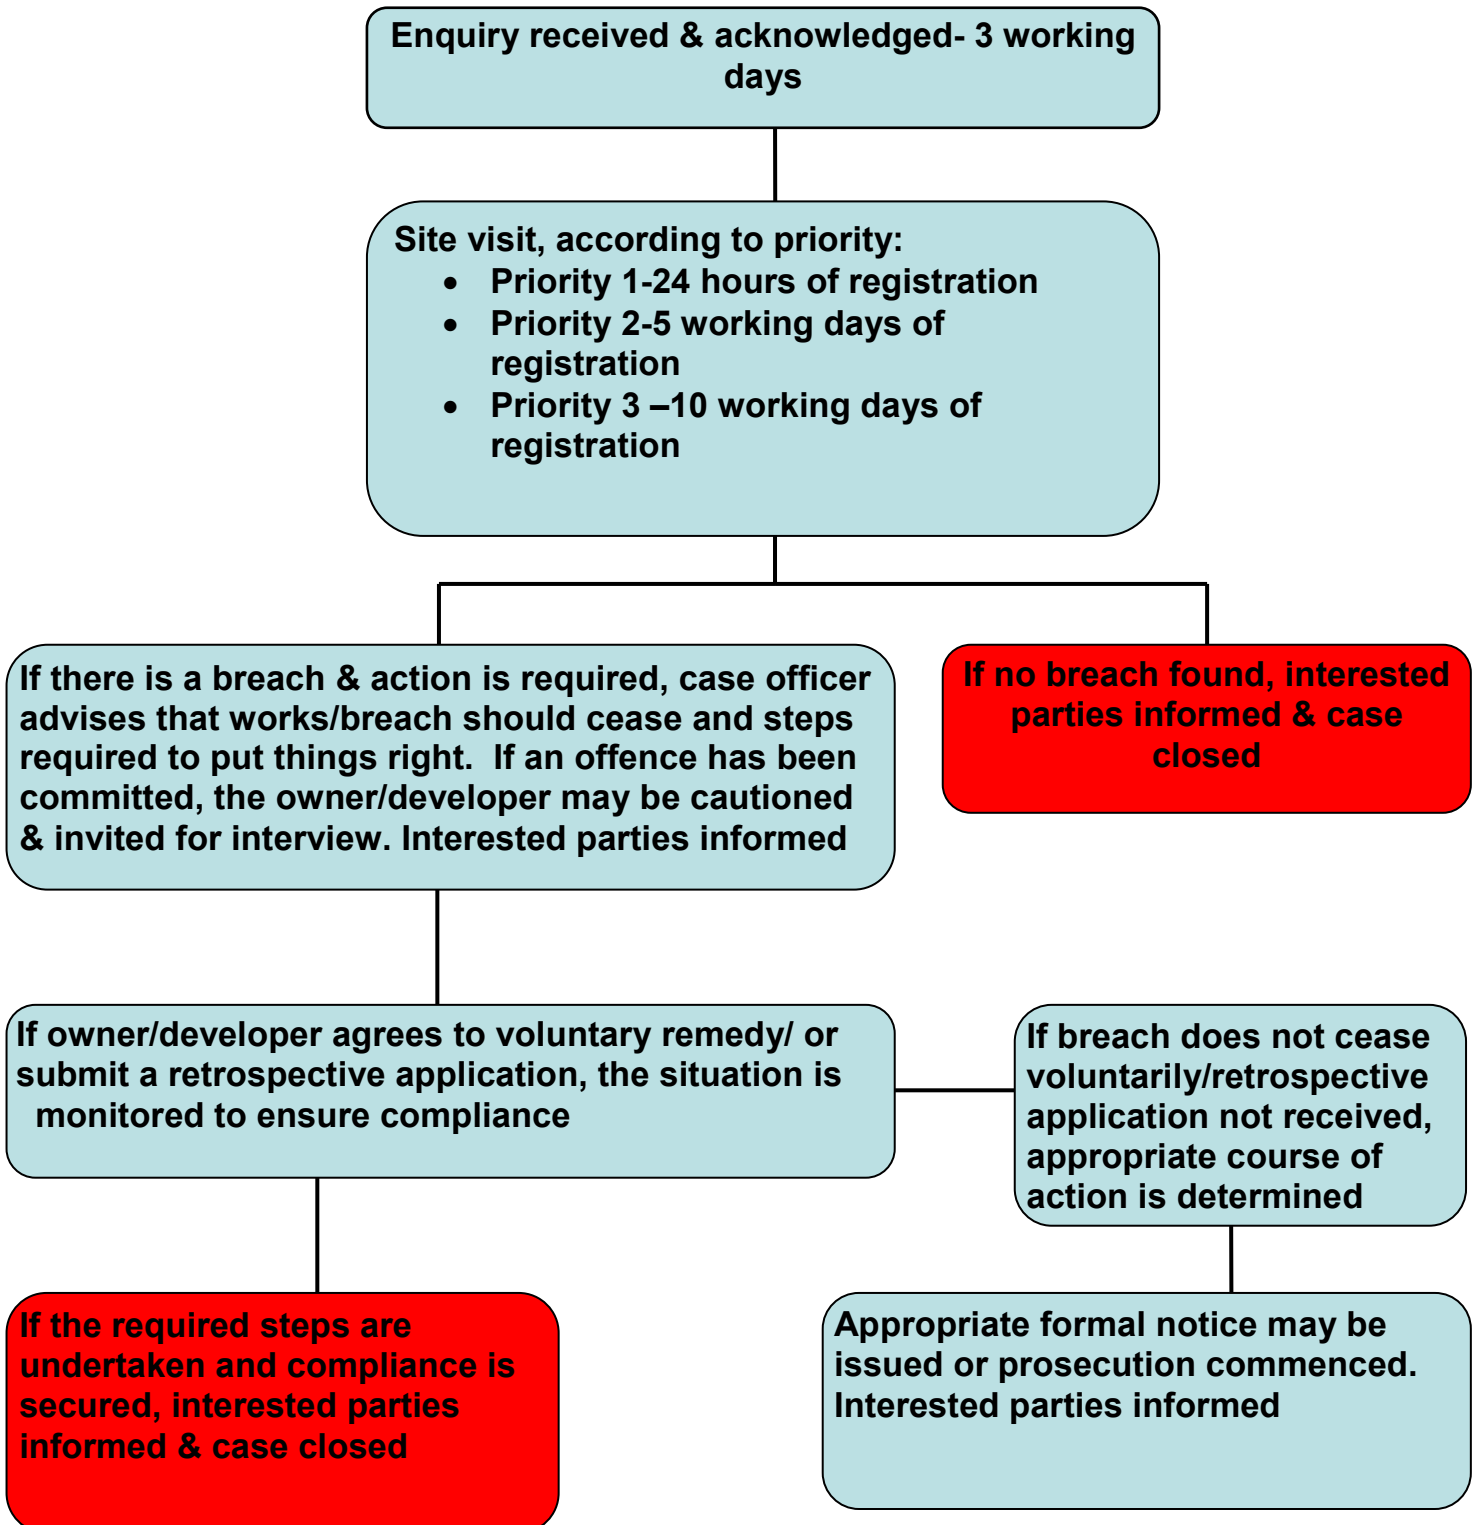 Enquiry received & acknowledged- 3 working
days
Site visit, according to priority:
• Priority 1-24 hours of registration
• Priority 2-5 working days of
registration
• Priority 3 –10 working days of
registration
If there is a breach & action is required, case officer
advises that works/breach should cease and steps
required to put things right.  If an offence has been
committed, the owner/developer may be cautioned
& invited for interview. Interested parties informed
If no breach found, interested
parties informed & case
closed
If owner/developer agrees to voluntary remedy/ or
submit a retrospective application, the situation is
monitored to ensure compliance
If breach does not cease
voluntarily/retrospective
application not received,
appropriate course of
action is determined
If the required steps are
undertaken and compliance is
secured, interested parties
informed & case closed
Appropriate formal notice may be
issued or prosecution commenced.
Interested parties informed